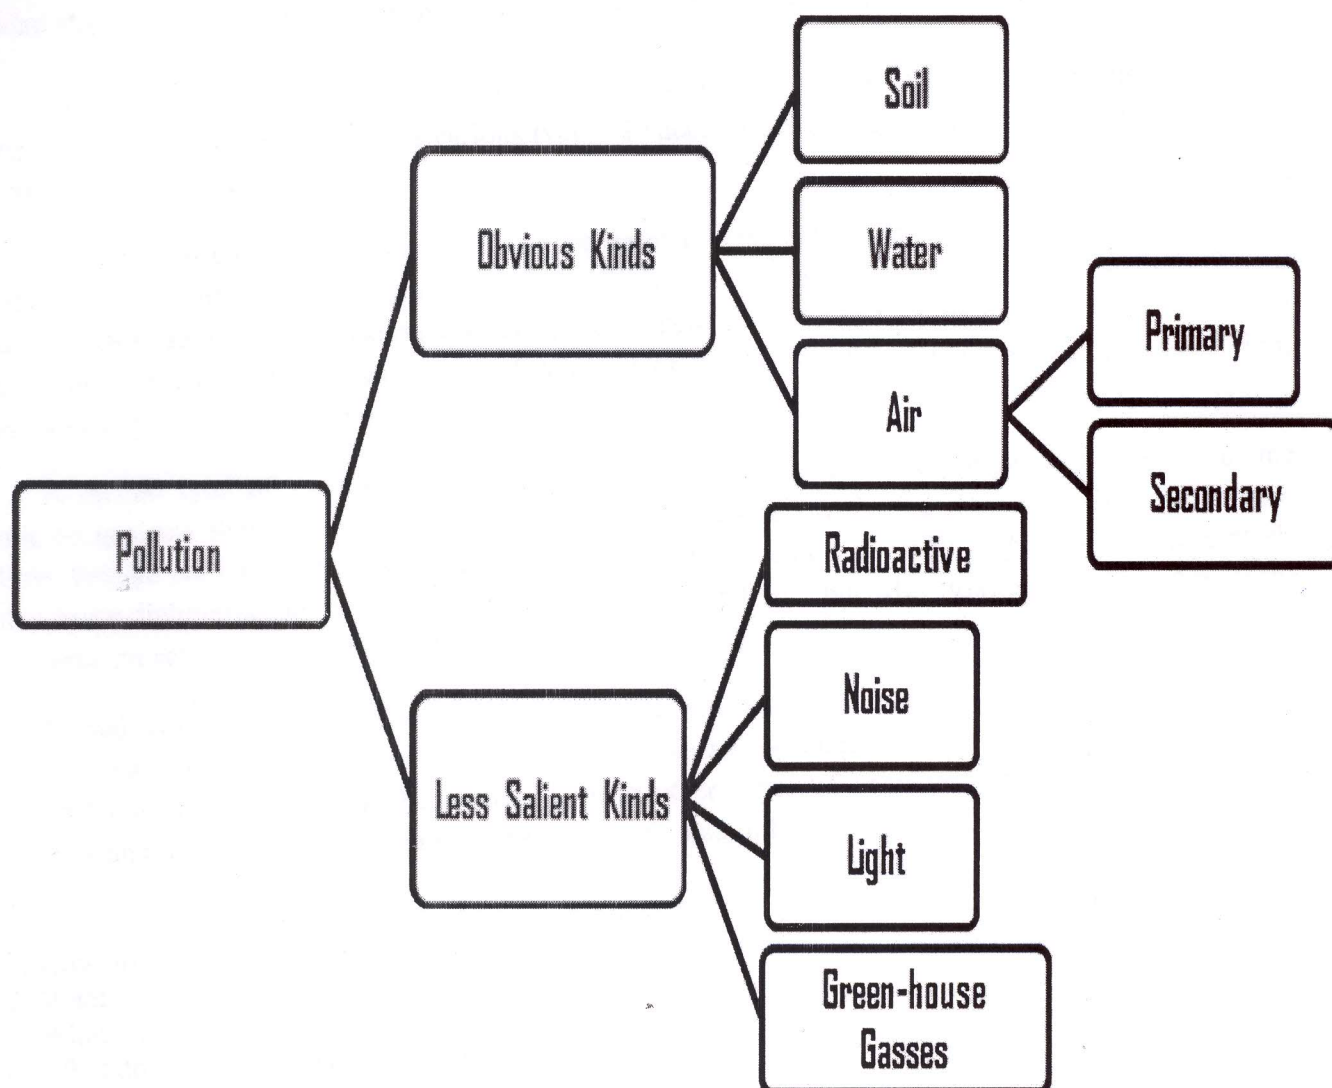 Pollution
Obvious Kinds
Soil
Water
Air
Primary
Secondary
Less Salient Kinds
Radioactive
Noise
Light
Green-house
Gasses